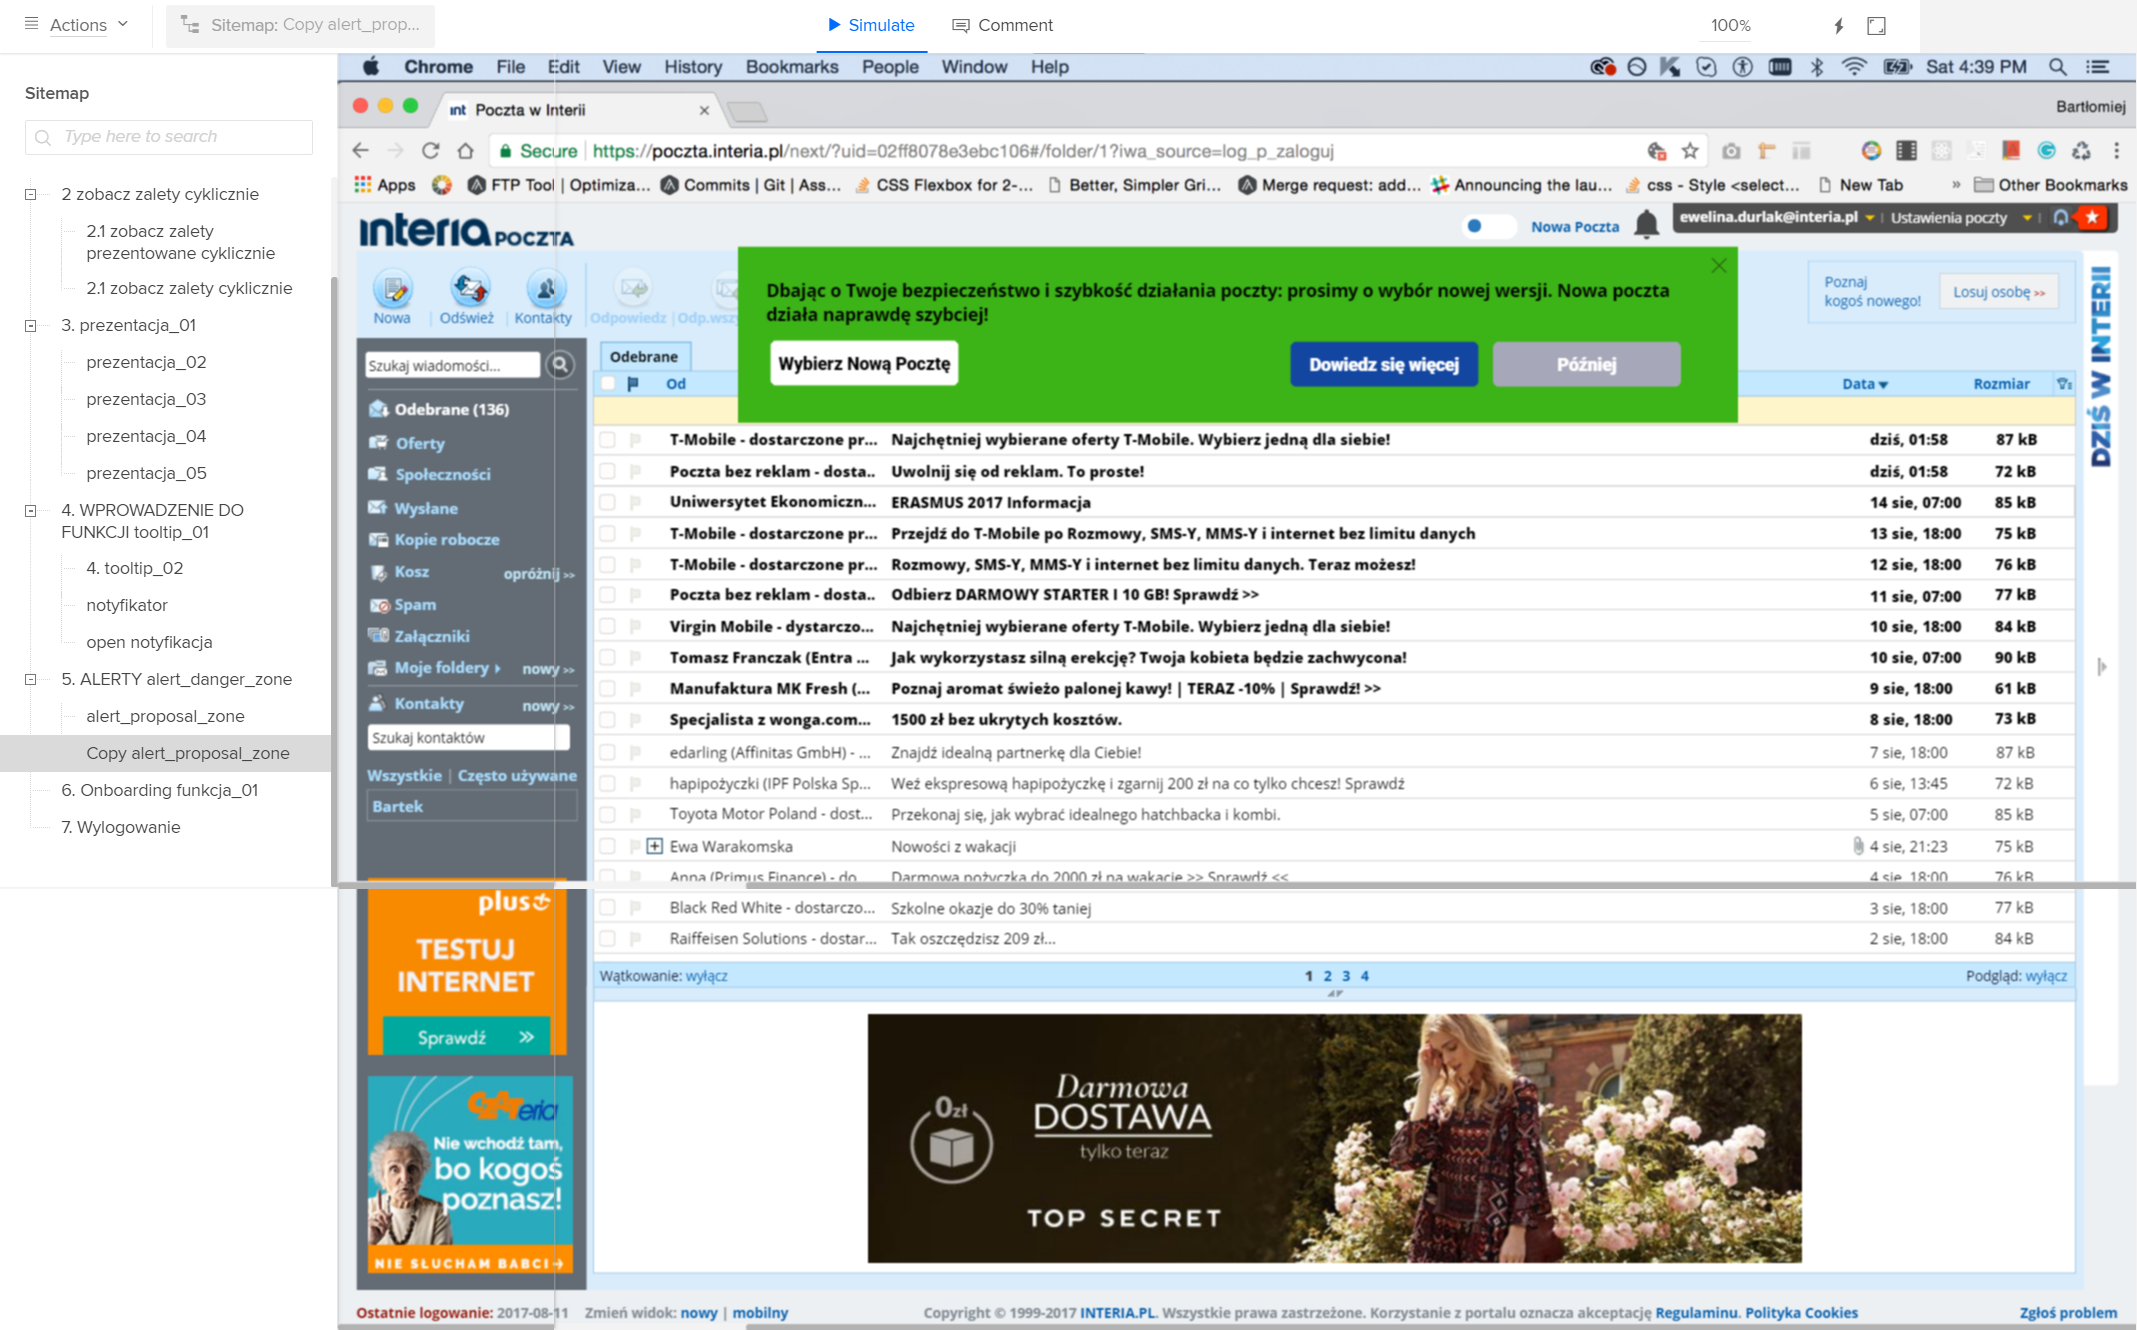 Actions
Sitemap: Copy alert_prop...
Simulate
Comment
100%
Sitemap
Type here to search
2 zobacz zalety cyklicznie
2.1 zobacz zalety
prezentowane cyklicznie
2.1 zobacz zalety cyklicznie
3. prezentacja_01
prezentacja_02
prezentacja_03
prezentacja_04
prezentacja_05
4. WPROWADZENIE DO
FUNKCJI tooltip_01
4. tooltip_02
notyfikator
open notyfikacja
5. ALERTY alert_danger_zone
alert_proposal_zone
Copy alert_proposal_zone
6. Onboarding funkcja_01
7. Wylogowanie
Chrome File Edit View History Bookmarks People Window Help
Sat 4:39 PM
int Poczta w Interii
Bartłomiej
Secure https://poczta.interia.pl/next/?uid=02ff8078e3ebc106#/folder/1?iwa_source=log_p_zaloguj
Apps FTP Tool | Optimiza... Commits | Git | Ass... CSS Flexbox for 2-... Better, Simpler Gri... Merge request: add... Announcing the lau... css - Style <select... New Tab » Other Bookmarks
interia POCZTA
Nowa Poczta
ewelina.durlak@interia.pl | Ustawienia poczty
Nowa | Odśwież | Kontakty
Odpowiedz | Odp.wszy
Dbając o Twoje bezpieczeństwo i szybkość działania poczty: prosimy o wybór nowej wersji. Nowa poczta
działa naprawdę szybciej!
Wybierz Nową Pocztę
Dowiedz się więcej
Później
Poznaj
kogoś nowego!
Losuj osobę >>
DZIŚ W INTERII
Szukaj wiadomości...
Odebrane (136)
Oferty
Społeczności
Wysłane
Kopie robocze
Kosz opróżnij >>
Spam
Załączniki
Moje foldery nowy >>
Kontakty nowy >>
Szukaj kontaktów
Wszystkie | Często używane
Bartek
Odebrane
Od Data Rozmiar
T-Mobile - dostarczone pr... Najchętniej wybierane oferty T-Mobile. Wybierz jedną dla siebie! dziś, 01:58 87 kB
Poczta bez reklam - dosta.. Uwolnij się od reklam. To proste! dziś, 01:58 72 kB
Uniwersytet Ekonomiczn... ERASMUS 2017 Informacja 14 sie, 07:00 85 kB
T-Mobile - dostarczone pr... Przejdź do T-Mobile po Rozmowy, SMS-Y, MMS-Y i internet bez limitu danych 13 sie, 18:00 75 kB
T-Mobile - dostarczone pr... Rozmowy, SMS-Y, MMS-Y i internet bez limitu danych. Teraz możesz! 12 sie, 18:00 76 kB
Poczta bez reklam - dosta.. Odbierz DARMOWY STARTER I 10 GB! Sprawdź >> 11 sie, 07:00 77 kB
Virgin Mobile - dystarczo... Najchętniej wybierane oferty T-Mobile. Wybierz jedną dla siebie! 10 sie, 18:00 84 kB
Tomasz Franczak (Entra ... Jak wykorzystasz silną erekcję? Twoja kobieta będzie zachwycona! 10 sie, 07:00 90 kB
Manufaktura MK Fresh (... Poznaj aromat świeżo palonej kawy! | TERAZ -10% | Sprawdź! >> 9 sie, 18:00 61 kB
Specjalista z wonga.com... 1500 zł bez ukrytych kosztów. 8 sie, 18:00 73 kB
edarling (Affinitas GmbH) - ... Znajdź idealną partnerkę dla Ciebie! 7 sie, 18:00 87 kB
hapipożyczki (IPF Polska Sp... Weź ekspresową hapipożyczkę i zgarnij 200 zł na co tylko chcesz! Sprawdź 6 sie, 13:45 72 kB
Toyota Motor Poland - dost... Przekonaj się, jak wybrać idealnego hatchbacka i kombi. 5 sie, 07:00 85 kB
Ewa Warakomska Nowości z wakacji 4 sie, 21:23 75 kB
Anna (Primus Finance) - do... Darmowa pożyczka do 2000 zł na wakacje >> Sprawdź << 4 sie, 18:00 76 kB
Black Red White - dostarczo... Szkolne okazje do 30% taniej 3 sie, 18:00 77 kB
Raiffeisen Solutions - dostar... Tak oszczędzisz 209 zł... 2 sie, 18:00 84 kB
Wątkowanie: wyłącz 1 2 3 4 Podgląd: wyłącz
plus
TESTUJ
INTERNET
Sprawdź >>
czateria
Nie wchodź tam,
bo kogoś
poznasz!
NIE SŁUCHAM BABCI
0zł
Darmowa
DOSTAWA
tylko teraz
TOP SECRET
Ostatnie logowanie: 2017-08-11 Zmień widok: nowy | mobilny
Copyright © 1999-2017 INTERIA.PL. Wszystkie prawa zastrzeżone. Korzystanie z portalu oznacza akceptację Regulaminu. Polityka Cookies
Zgłoś problem